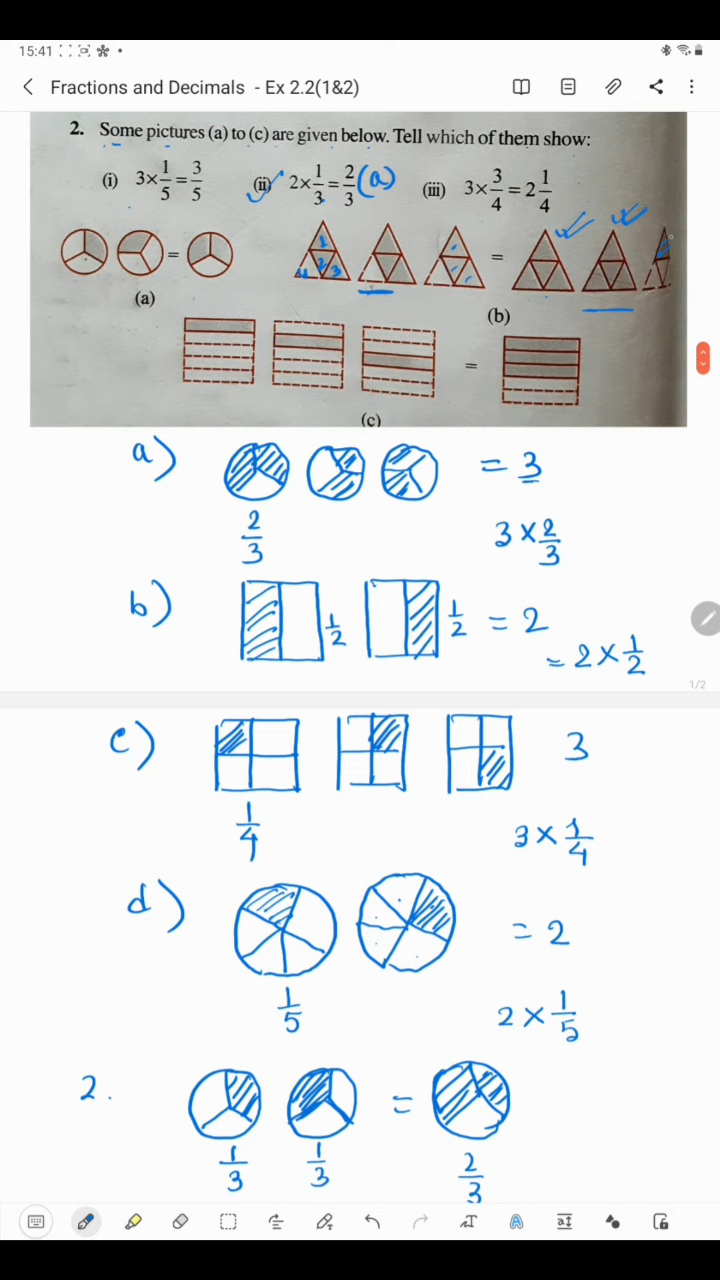 15:41
Fractions and Decimals - Ex 2.2(1&2)
2. Some pictures (a) to (c) are given below. Tell which of them show:
(i) 3×1/5=3/5 (ii) 2×1/3=2/3 (a) (iii) 3×3/4=2 1/4
1
2 3
= =
(a) (b)
=
(c)
a) = 3
2/3 3×2/3
b) 1/2 1/2 = 2
= 2×1/2
1/2
c) 3
1/4 3×1/4
d) = 2
1/5 2×1/5
2. =
1/3 1/3 2/3
T A a